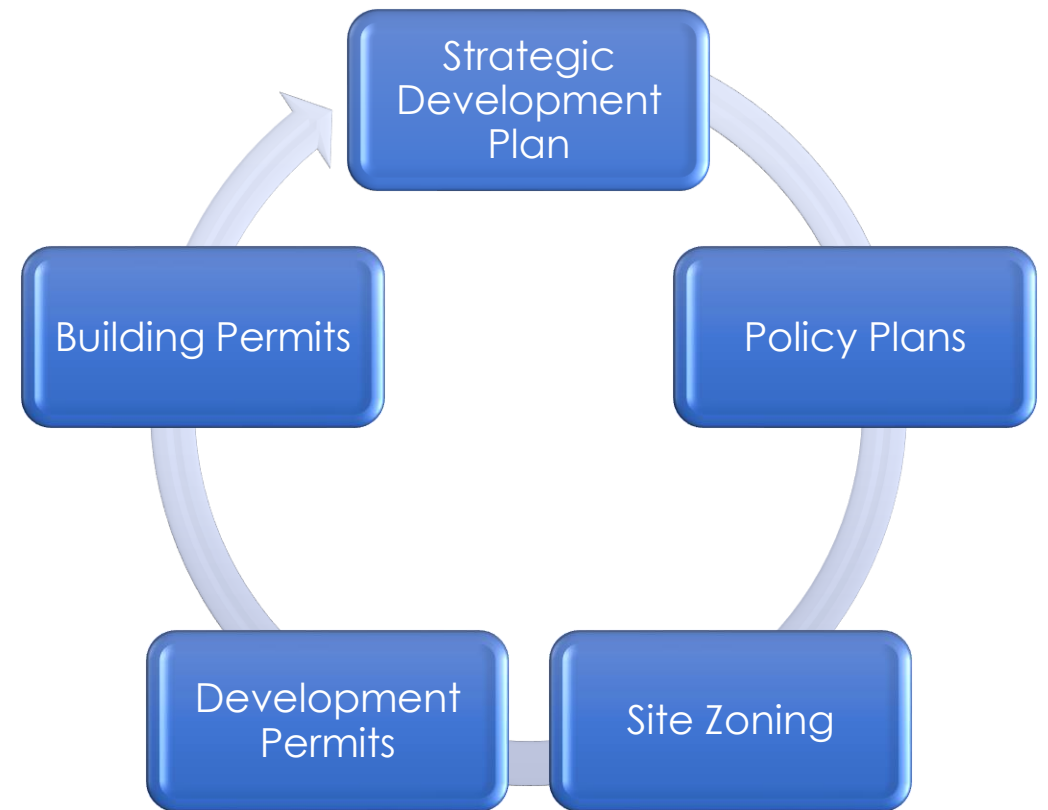 Strategic
Development
Plan
Policy Plans
Site Zoning
Development
Permits
Building Permits